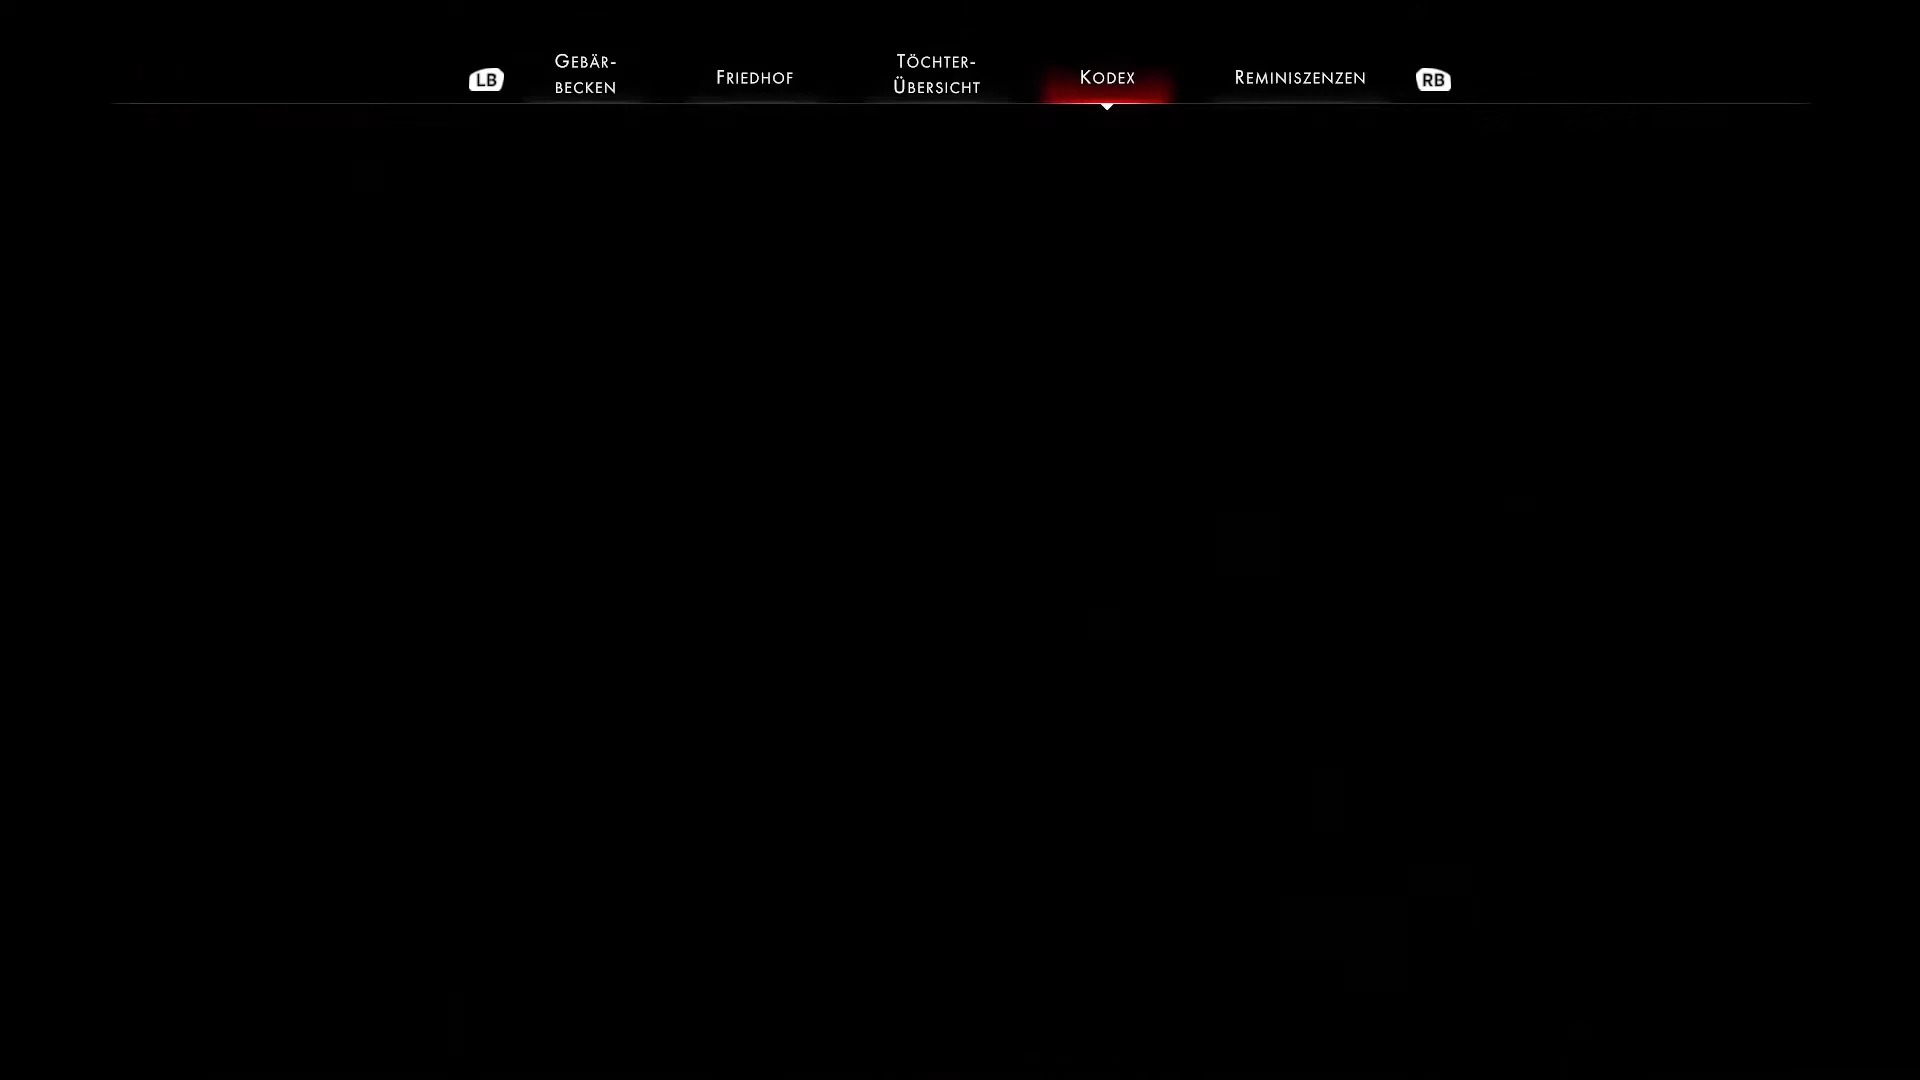 LB
GEBÄR-
BECKEN
FRIEDHOF
TÖCHTER-
ÜBERSICHT
KODEX
REMINISZENZEN
RB